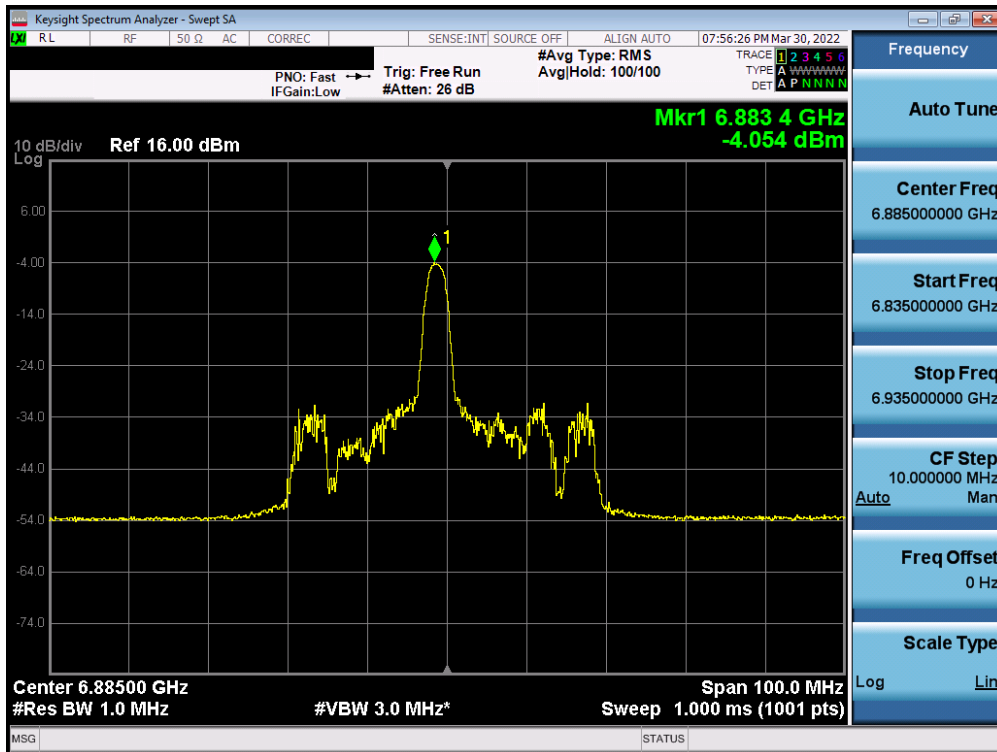 Keysight Spectrum Analyzer - Swept SA
LXI RL RF 50 Ω AC CORREC SENSE:INT SOURCE OFF ALIGN AUTO 07:56:26 PM Mar 30, 2022
Frequency
PNO: Fast
IFGain:Low
Trig: Free Run
#Atten: 26 dB
#Avg Type: RMS
Avg|Hold: 100/100
TRACE 1 2 3 4 5 6
TYPE A WWWWW
DET A P N N N N
Mkr1 6.883 4 GHz
-4.054 dBm
10 dB/div Ref 16.00 dBm
Log
6.00
-4.00
-14.0
-24.0
-34.0
-44.0
-54.0
-64.0
-74.0
1
Center 6.88500 GHz Span 100.0 MHz
#Res BW 1.0 MHz #VBW 3.0 MHz* Sweep 1.000 ms (1001 pts)
Auto Tune
Center Freq
6.885000000 GHz
Start Freq
6.835000000 GHz
Stop Freq
6.935000000 GHz
CF Step
10.000000 MHz
Auto Man
Freq Offset
0 Hz
Scale Type
Log Lin
MSG STATUS